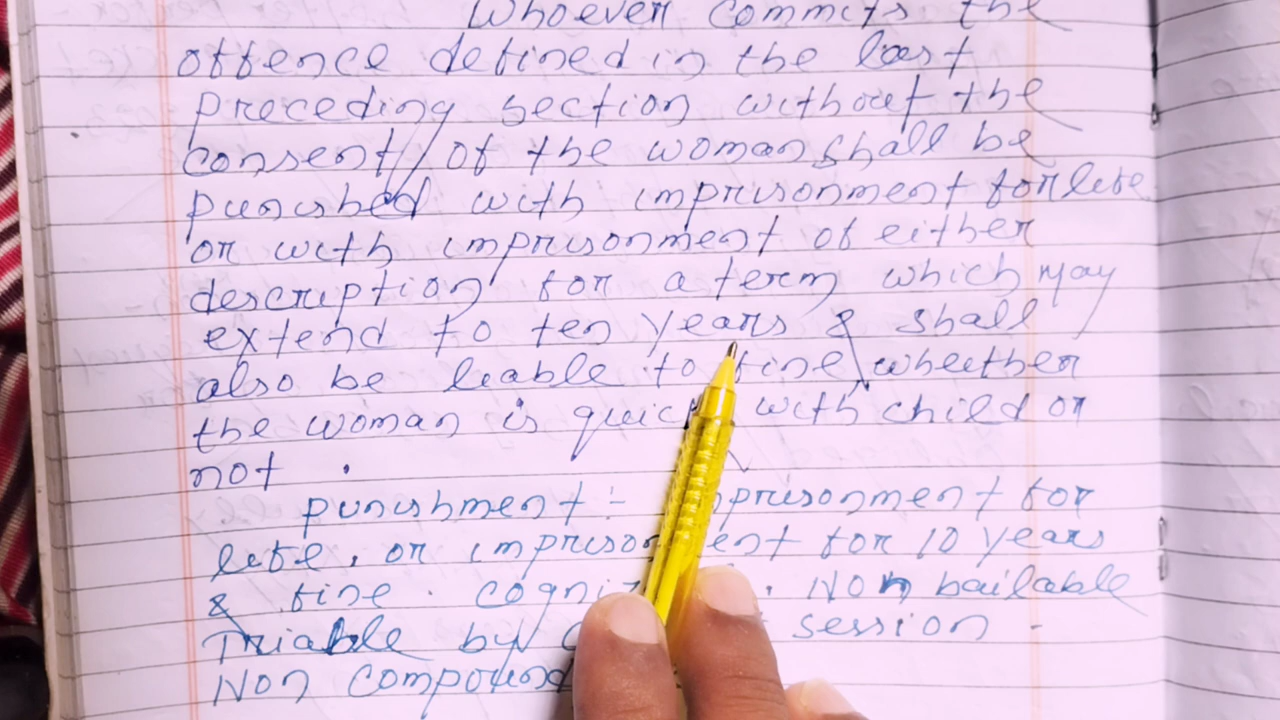 Whoever commits the
offence defined in the last
preceding section without the
consent of the woman shall be
punished with imprisonment for life
or with imprisonment of either
description for a term which may
extend to ten years & shall
also be liable to fine wheether
the woman is quick with child or
not .
punishment :- imprisonment for
life, or imprisonment for 10 years
& fine . cogni . Non bailable
Triable by session .
Non compound